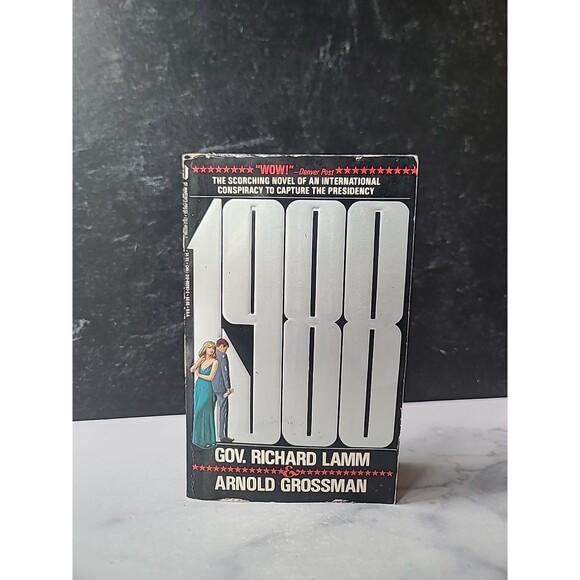 ★★★★★★★★★ "WOW!" —Denver Post ★★★★★★★★★
THE SCORCHING NOVEL OF AN INTERNATIONAL
CONSPIRACY TO CAPTURE THE PRESIDENCY
1988
GOV. RICHARD LAMM
&
ARNOLD GROSSMAN